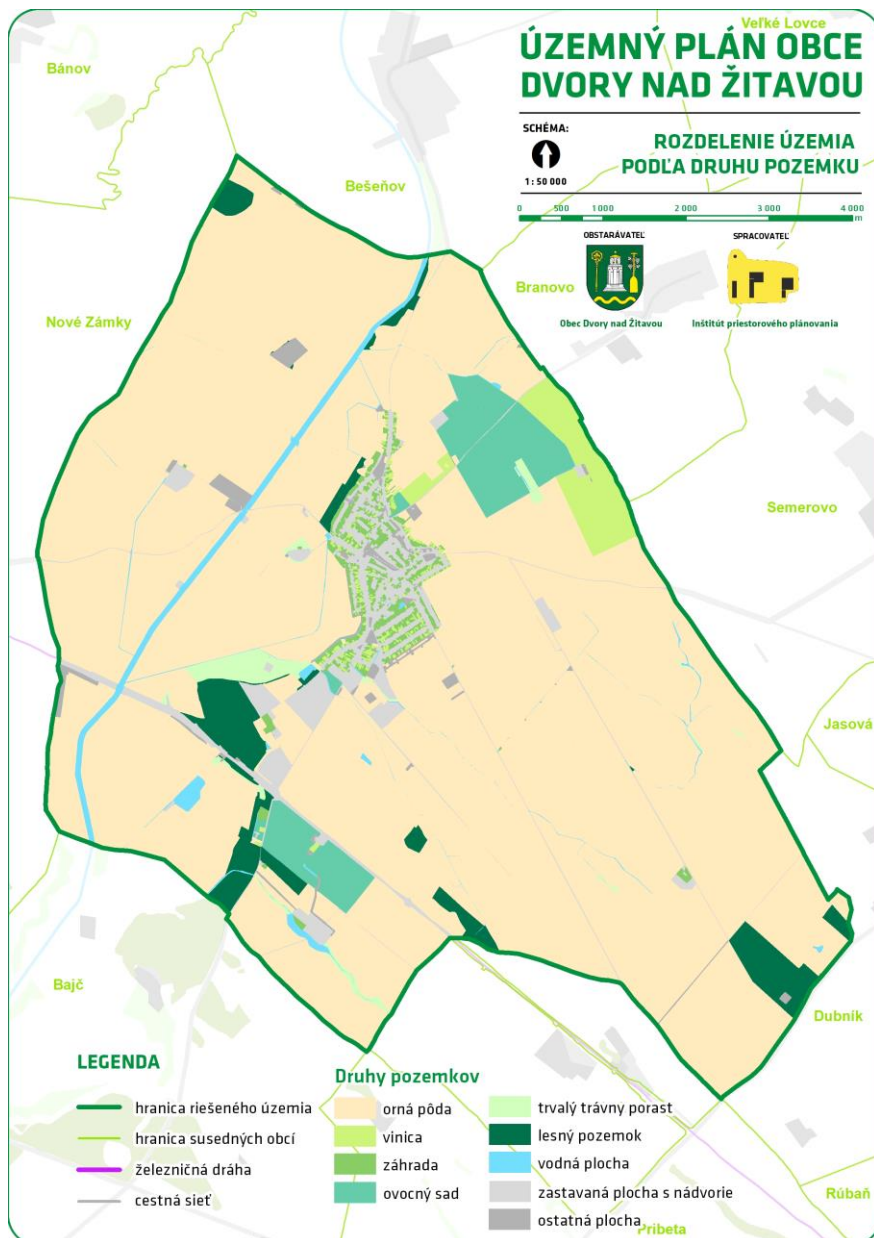 Veľké Lovce
ÚZEMNÝ PLÁN OBCE
DVORY NAD ŽITAVOU
Bánov
SCHÉMA:
1 : 50 000
ROZDELENIE ÚZEMIA
PODĽA DRUHU POZEMKU
Bešeňov
0 500 1 000 2 000 3 000 4 000
m
OBSTARÁVATEĽ
SPRACOVATEĽ
Branovo
Obec Dvory nad Žitavou
Inštitút priestorového plánovania
Nové Zámky
Semerovo
Jasová
Bajč
Dubník
LEGENDA
hranica riešeného územia
hranica susedných obcí
železničná dráha
cestná sieť
Druhy pozemkov
orná pôda
vinica
záhrada
ovocný sad
trvalý trávny porast
lesný pozemok
vodná plocha
zastavaná plocha s nádvorie
ostatná plocha
Rúbaň
Pribeta